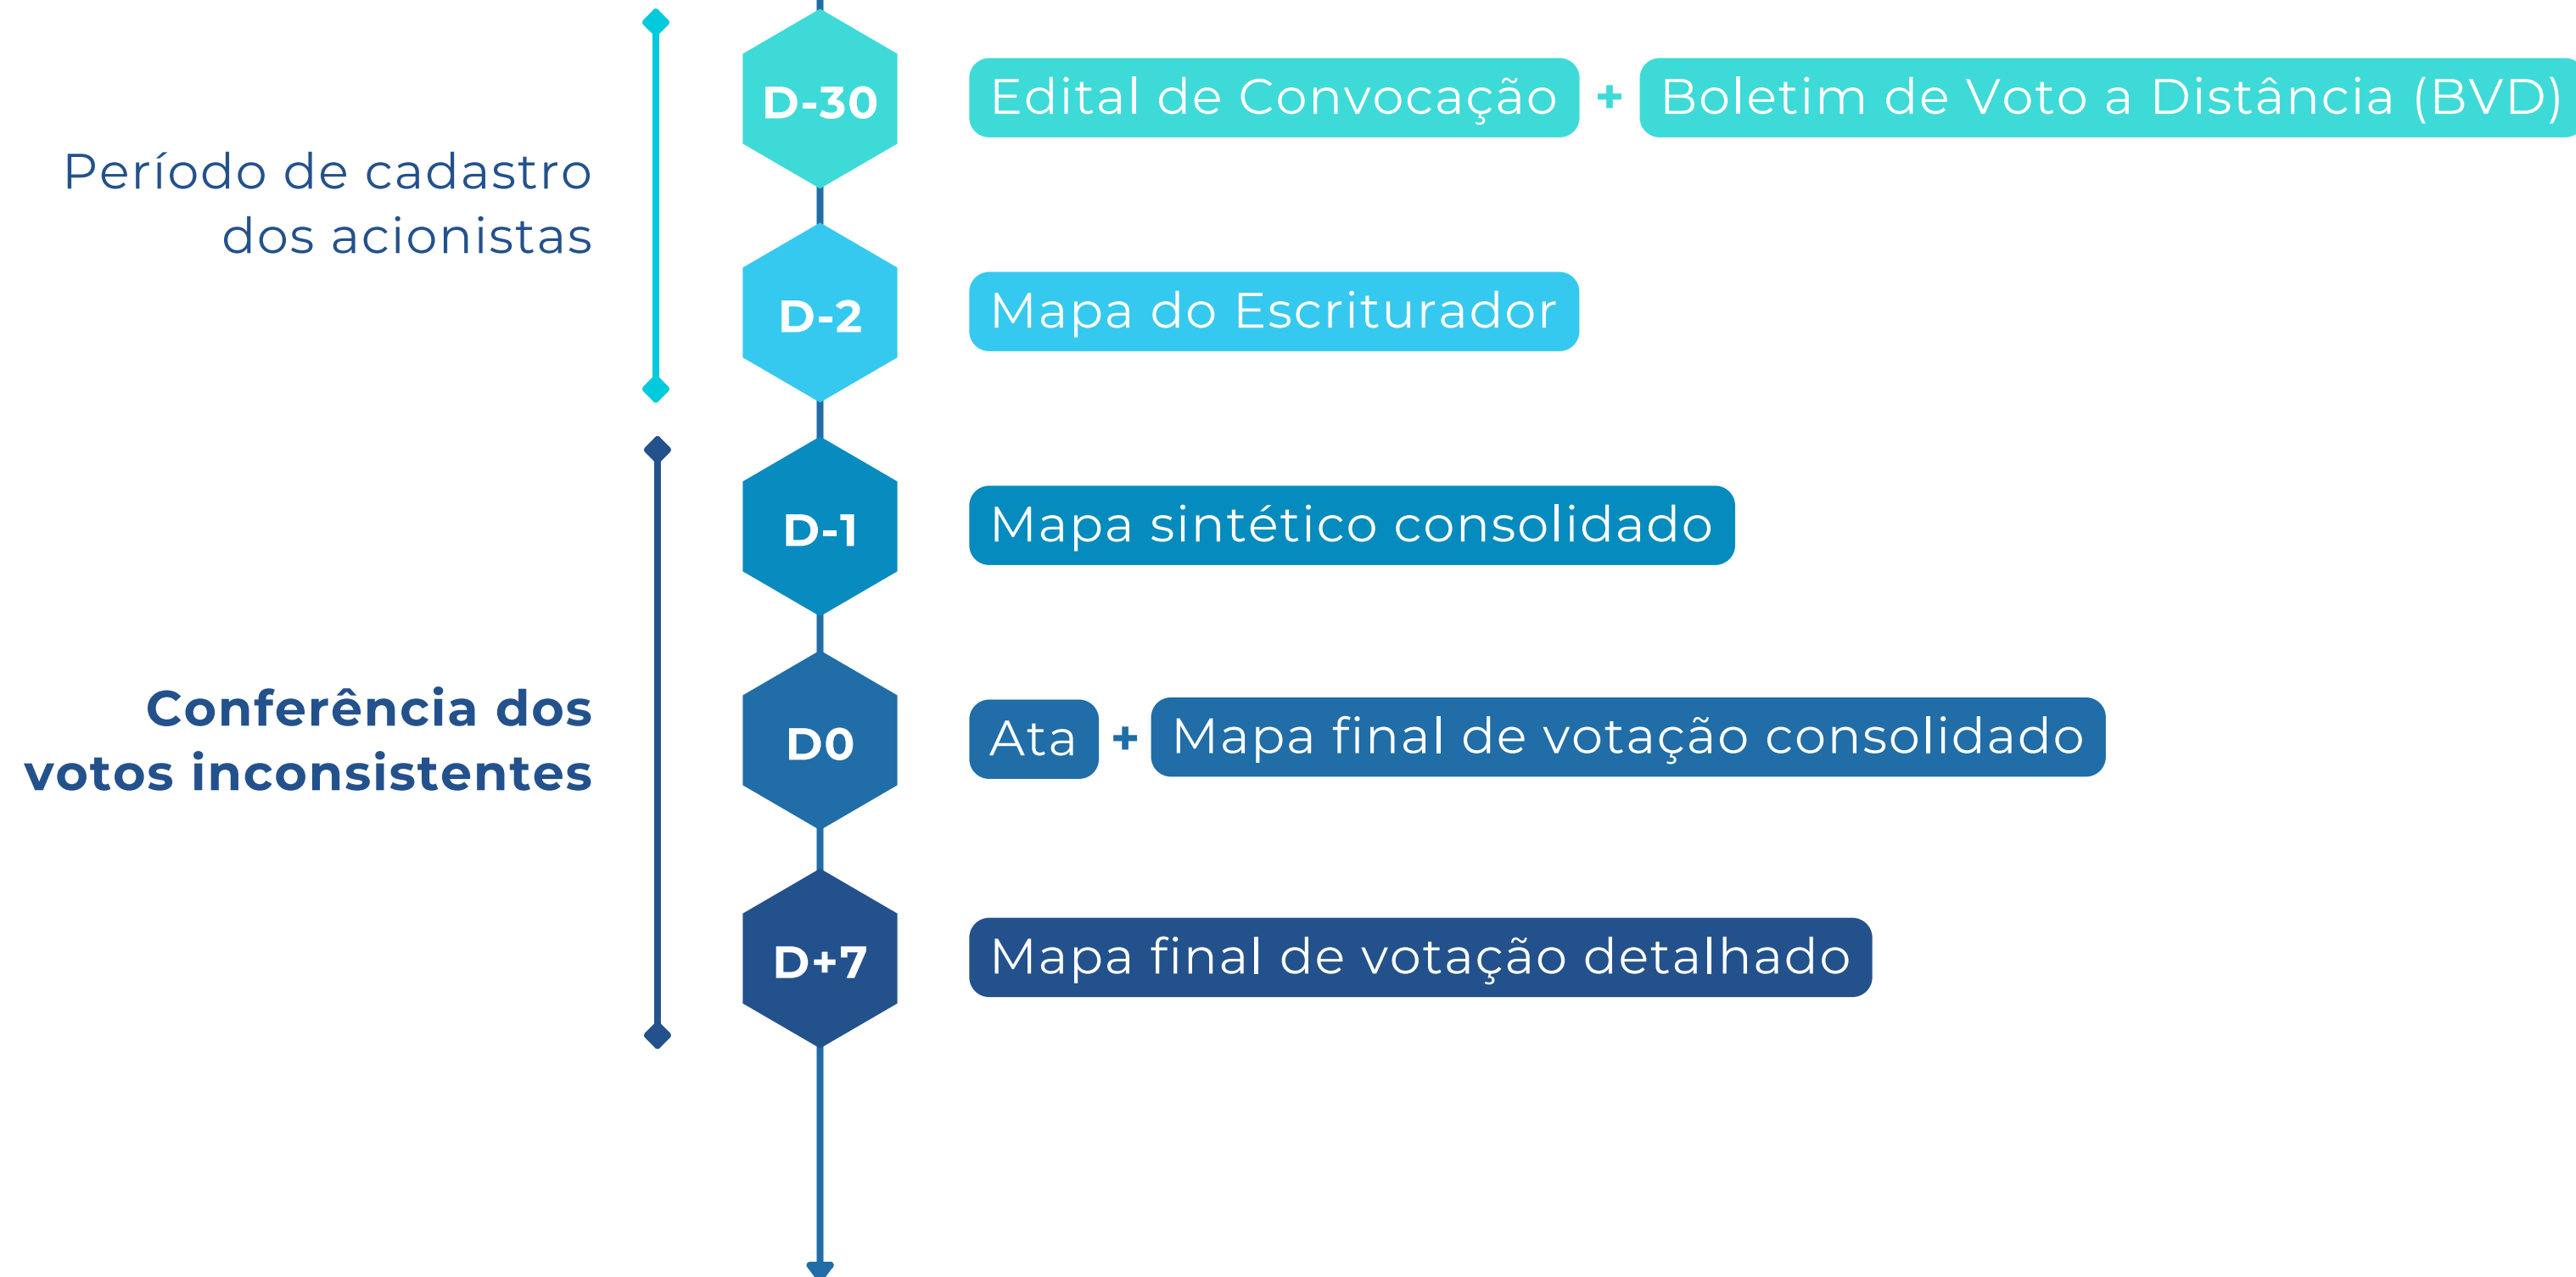 D-30
Edital de Convocação + Boletim de Voto a Distância (BVD)
Período de cadastro
dos acionistas
D-2
Mapa do Escriturador
D-1
Mapa sintético consolidado
Conferência dos
votos inconsistentes
D0
Ata + Mapa final de votação consolidado
D+7
Mapa final de votação detalhado